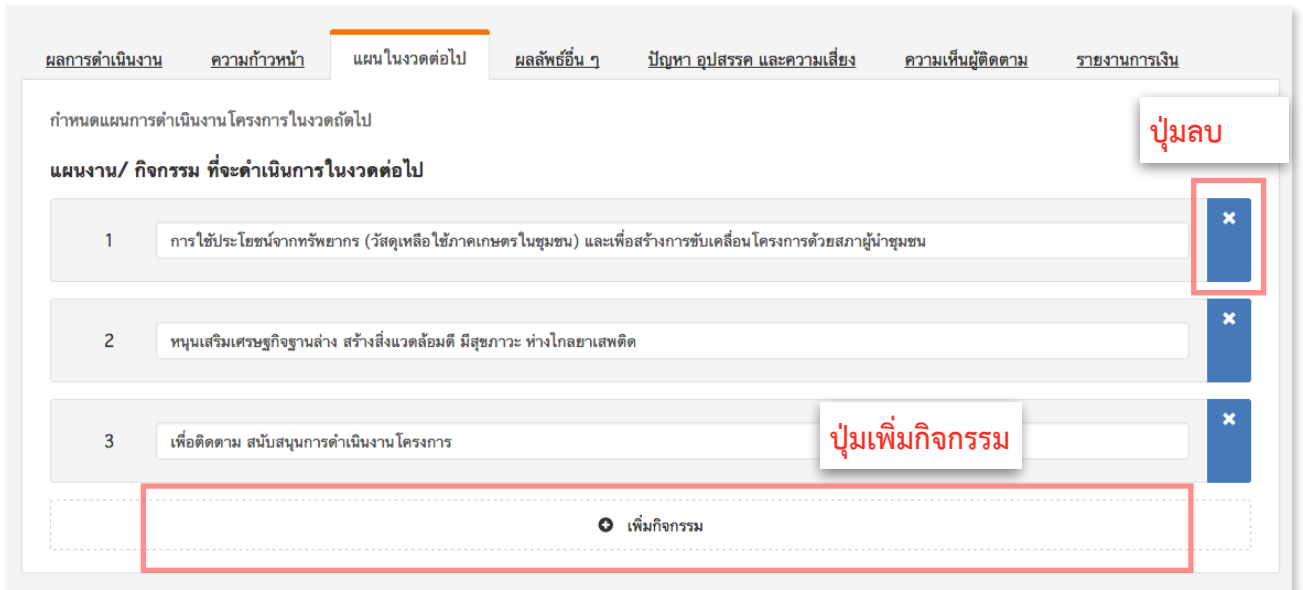 ผลการดำเนินงาน ความก้าวหน้า แผนในงวดต่อไป ผลลัพธ์อื่น ๆ ปัญหา อุปสรรค และความเสี่ยง ความเห็นผู้ติดตาม รายงานการเงิน
กำหนดแผนการดำเนินงานโครงการในงวดถัดไป
ปุ่มลบ
แผนงาน/ กิจกรรม ที่จะดำเนินการในงวดต่อไป
1 การใช้ประโยชน์จากทรัพยากร (วัสดุเหลือใช้ภาคเกษตรในชุมชน) และเพื่อสร้างการขับเคลื่อนโครงการด้วยสภาผู้นำชุมชน
2 หนุนเสริมเศรษฐกิจฐานล่าง สร้างสิ่งแวดล้อมดี มีสุขภาวะ ห่างไกลยาเสพติด
3 เพื่อติดตาม สนับสนุนการดำเนินงานโครงการ
ปุ่มเพิ่มกิจกรรม
เพิ่มกิจกรรม